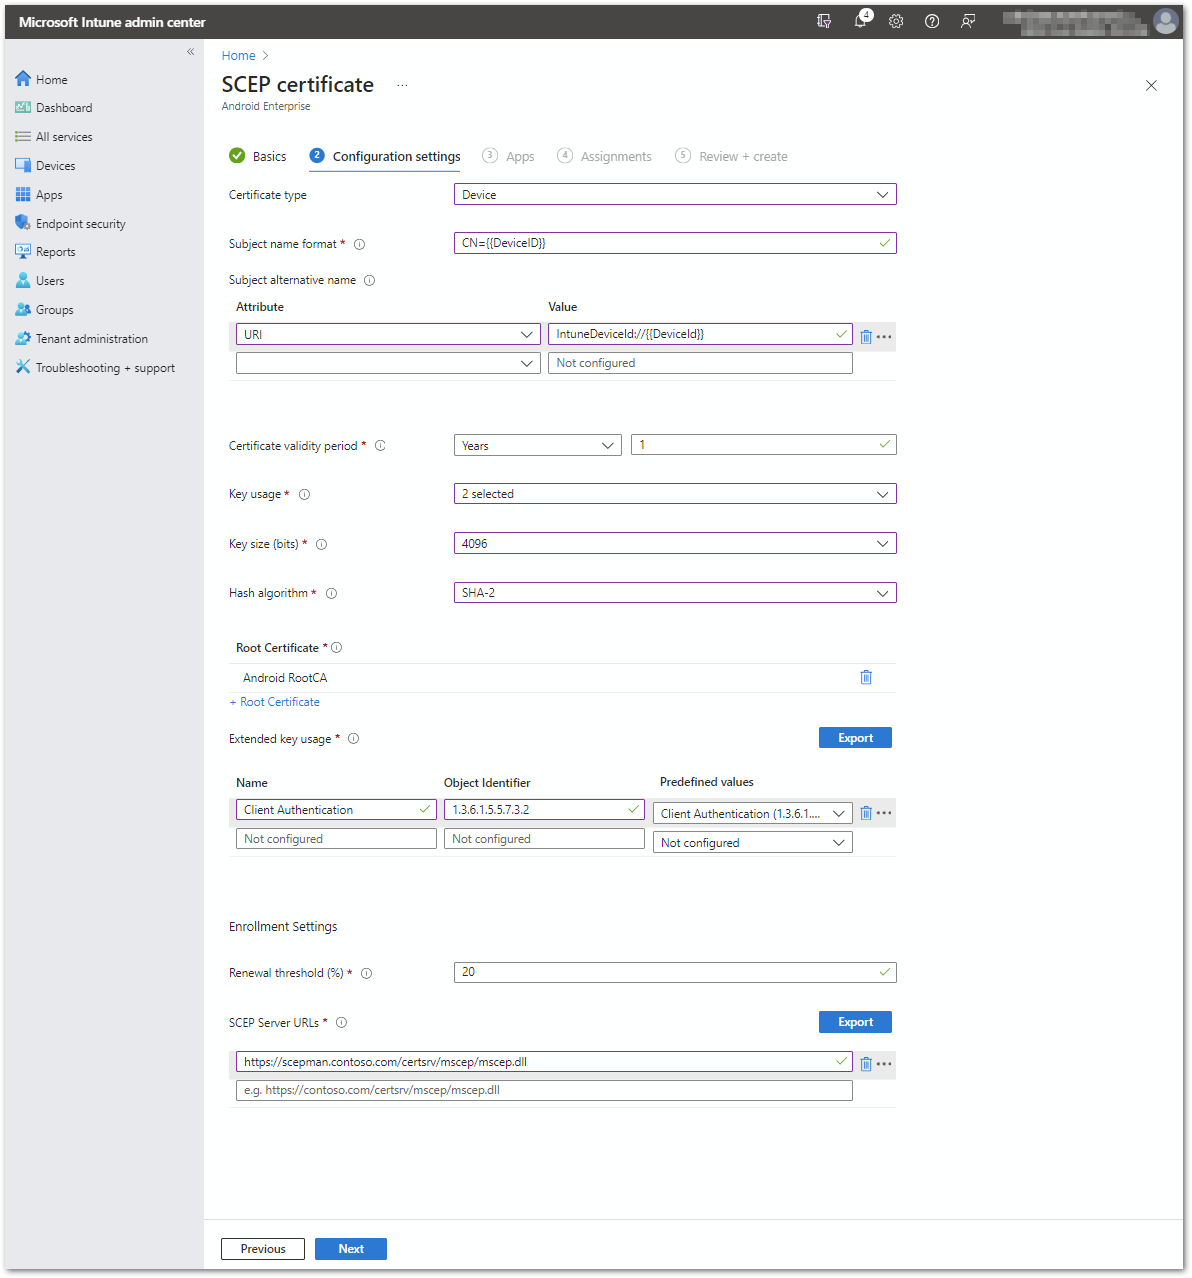 Microsoft Intune admin center
4
«
Home
Dashboard
All services
Devices
Apps
Endpoint security
Reports
Users
Groups
Tenant administration
Troubleshooting + support
Home >
SCEP certificate ...
Android Enterprise
Basics 2 Configuration settings 3 Apps 4 Assignments 5 Review + create
Certificate type Device
Subject name format * CN={{DeviceID}}
Subject alternative name
Attribute Value
URI IntuneDeviceId://{{DeviceId}}
Not configured
Certificate validity period * Years 1
Key usage * 2 selected
Key size (bits) * 4096
Hash algorithm * SHA-2
Root Certificate *
Android RootCA
+ Root Certificate
Extended key usage * Export
Name Object Identifier Predefined values
Client Authentication 1.3.6.1.5.5.7.3.2 Client Authentication (1.3.6.1....
Not configured Not configured Not configured
Enrollment Settings
Renewal threshold (%) * 20
SCEP Server URLs * Export
https://scepman.contoso.com/certsrv/mscep/mscep.dll
e.g. https://contoso.com/certsrv/mscep/mscep.dll
Previous Next